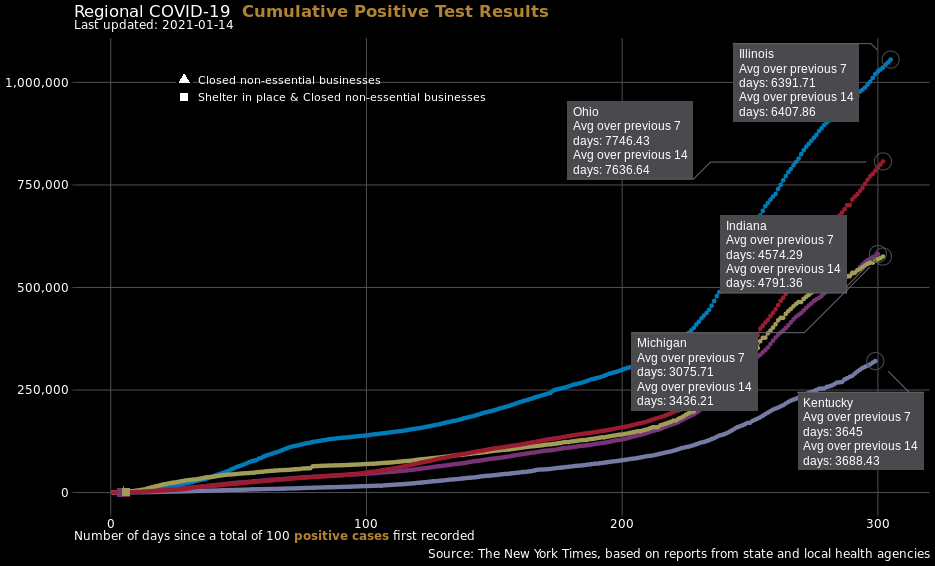 Regional COVID-19 Cumulative Positive Test Results
Last updated: 2021-01-14
Closed non-essential businesses
Shelter in place & Closed non-essential businesses
Illinois
Avg over previous 7
days: 6391.71
Avg over previous 14
days: 6407.86
Ohio
Avg over previous 7
days: 7746.43
Avg over previous 14
days: 7636.64
Indiana
Avg over previous 7
days: 4574.29
Avg over previous 14
days: 4791.36
Michigan
Avg over previous 7
days: 3075.71
Avg over previous 14
days: 3436.21
Kentucky
Avg over previous 7
days: 3645
Avg over previous 14
days: 3688.43
1,000,000
750,000
500,000
250,000
0
0 100 200 300
Number of days since a total of 100 positive cases first recorded
Source: The New York Times, based on reports from state and local health agencies